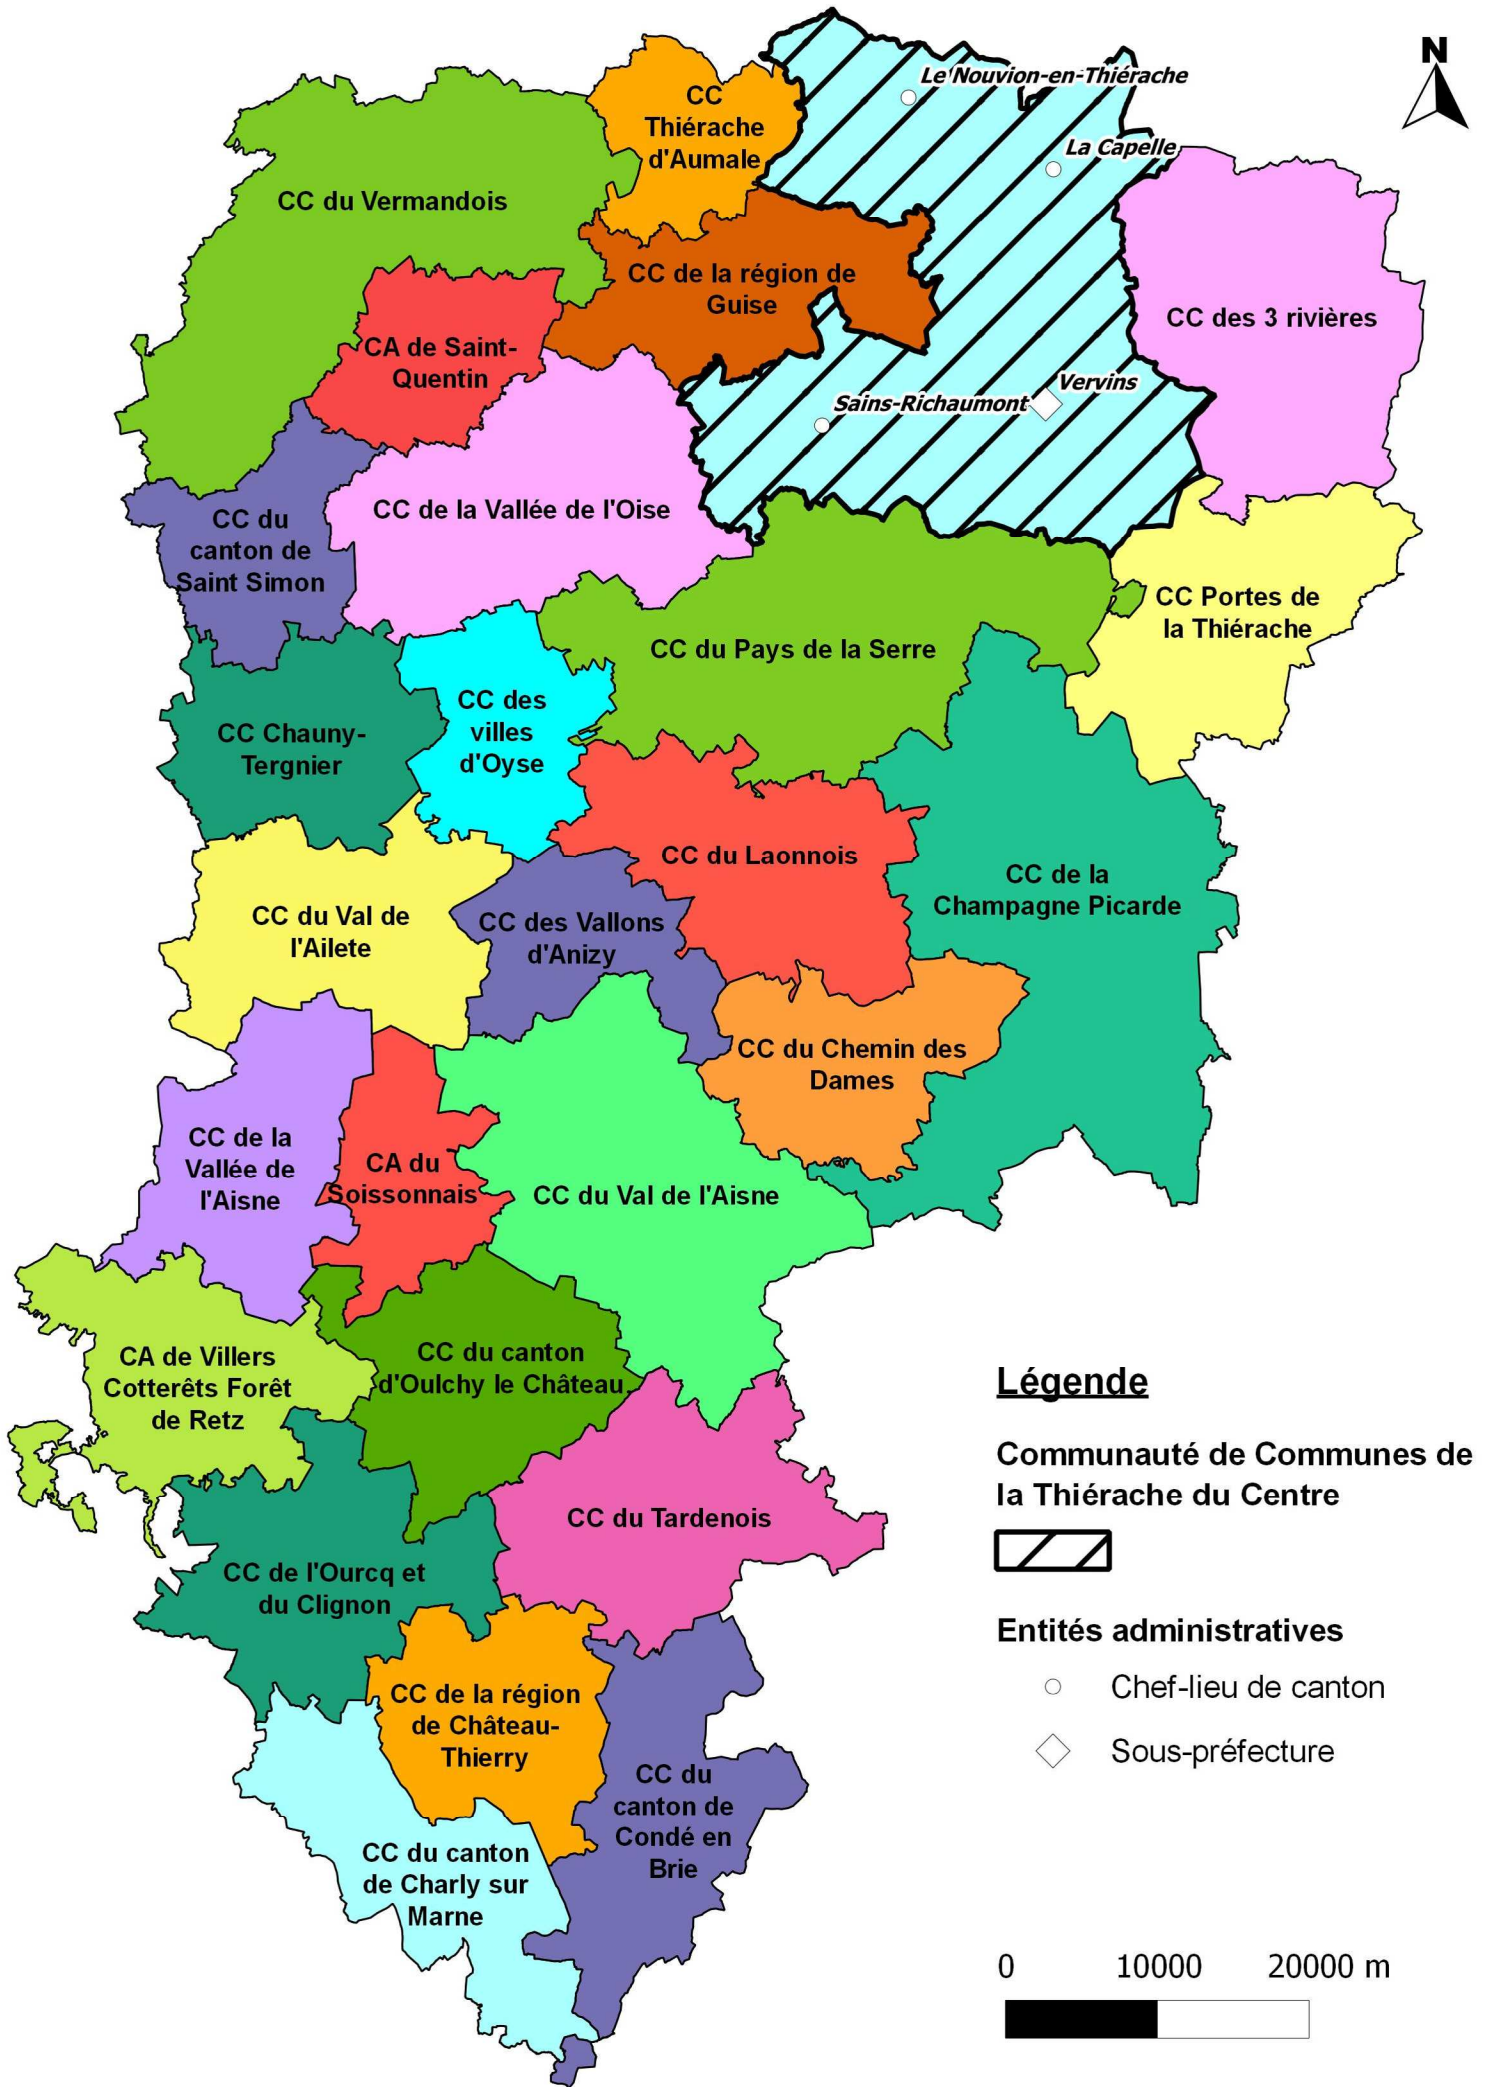 N
Le Nouvion-en-Thiérache
CC
Thiérache
d'Aumale
La Capelle
CC du Vermandois
CC de la région de
Guise
CC des 3 rivières
CA de Saint-
Quentin
Vervins
Sains-Richaumont
CC de la Vallée de l'Oise
CC du
canton de
Saint Simon
CC Portes de
la Thiérache
CC du Pays de la Serre
CC des
villes
d'Oyse
CC Chauny-
Tergnier
CC du Laonnois
CC de la
Champagne Picarde
CC du Val de
l'Ailete
CC des Vallons
d'Anizy
CC du Chemin des
Dames
CC de la
Vallée de
l'Aisne
CA du
Soissonnais
CC du Val de l'Aisne
CA de Villers
Cotterêts Forêt
de Retz
CC du canton
d'Oulchy le Château
CC du Tardenois
CC de l'Ourcq et
du Clignon
CC de la région
de Château-
Thierry
CC du
canton de
Condé en
Brie
CC du canton
de Charly sur
Marne
Légende
Communauté de Communes de
la Thiérache du Centre
Entités administratives
Chef-lieu de canton
Sous-préfecture
0 10000 20000 m